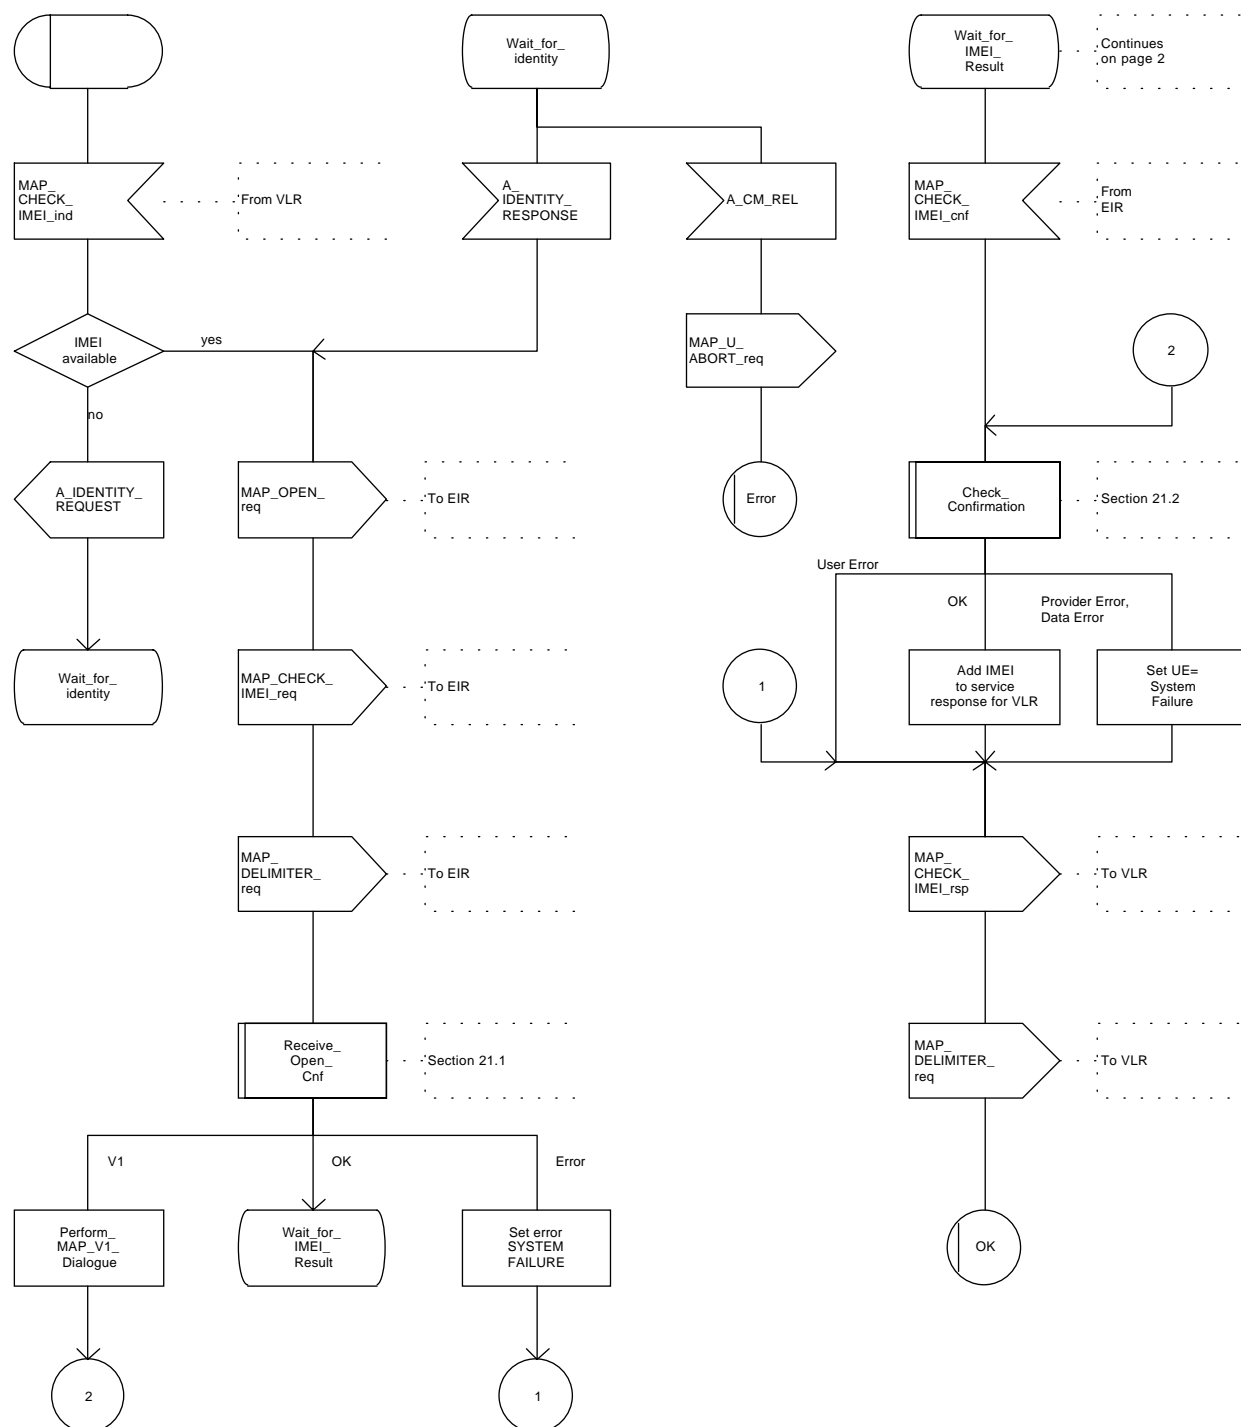 Wait_for_
identity
Wait_for_
IMEI_
Result
Continues
on page 2
MAP_
CHECK_
IMEI_ind
From VLR
A_
IDENTITY_
RESPONSE
A_CM_REL
MAP_
CHECK_
IMEI_cnf
From
EIR
IMEI
available
yes
no
MAP_U_
ABORT_req
2
A_IDENTITY_
REQUEST
MAP_OPEN_
req
To EIR
Error
Check_
Confirmation
Section 21.2
User Error
OK
Provider Error,
Data Error
Wait_for_
identity
MAP_CHECK_
IMEI_req
To EIR
1
Add IMEI
to service
response for VLR
Set UE=
System
Failure
MAP_
DELIMITER_
req
To EIR
MAP_
CHECK_
IMEI_rsp
To VLR
Receive_
Open_
Cnf
Section 21.1
MAP_
DELIMITER_
req
To VLR
V1
OK
Error
Perform_
MAP_V1_
Dialogue
Wait_for_
IMEI_
Result
Set error
SYSTEM
FAILURE
OK
2
1